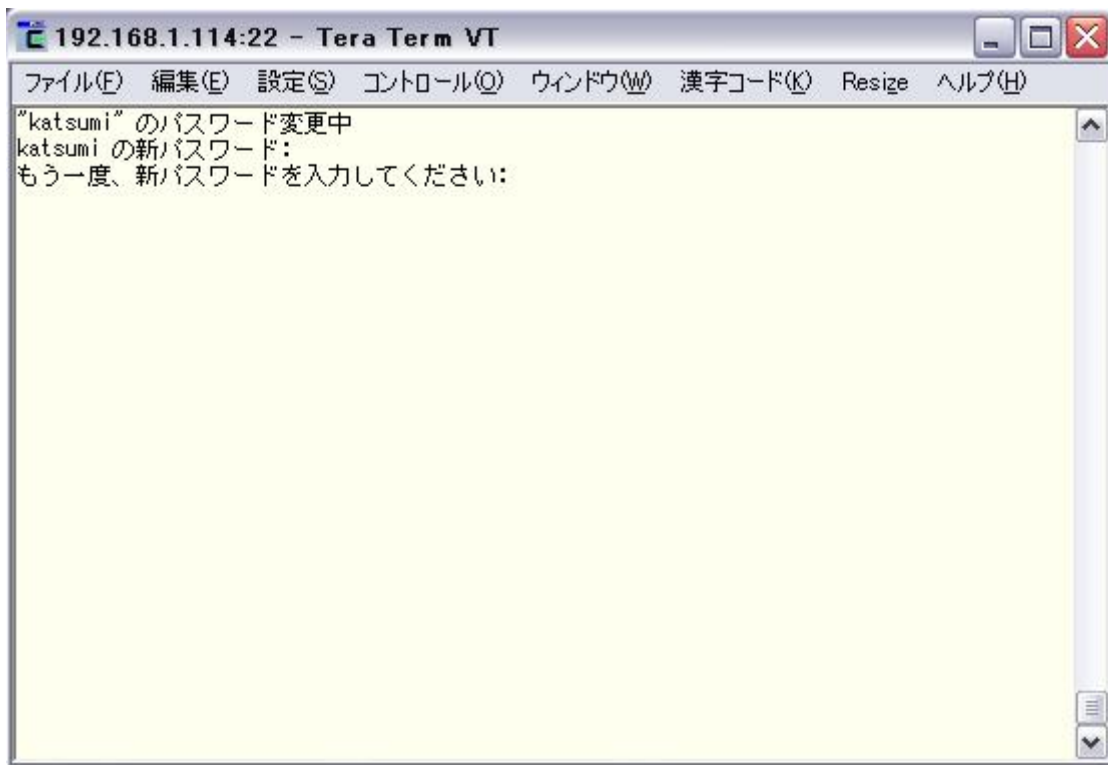 192.168.1.114:22 - Tera Term VT
ファイル(F) 編集(E) 設定(S) コントロール(O) ウィンドウ(W) 漢字コード(K) Resize ヘルプ(H)
"katsumi" のパスワード変更中
katsumi の新パスワード:
もう一度、新パスワードを入力してください: